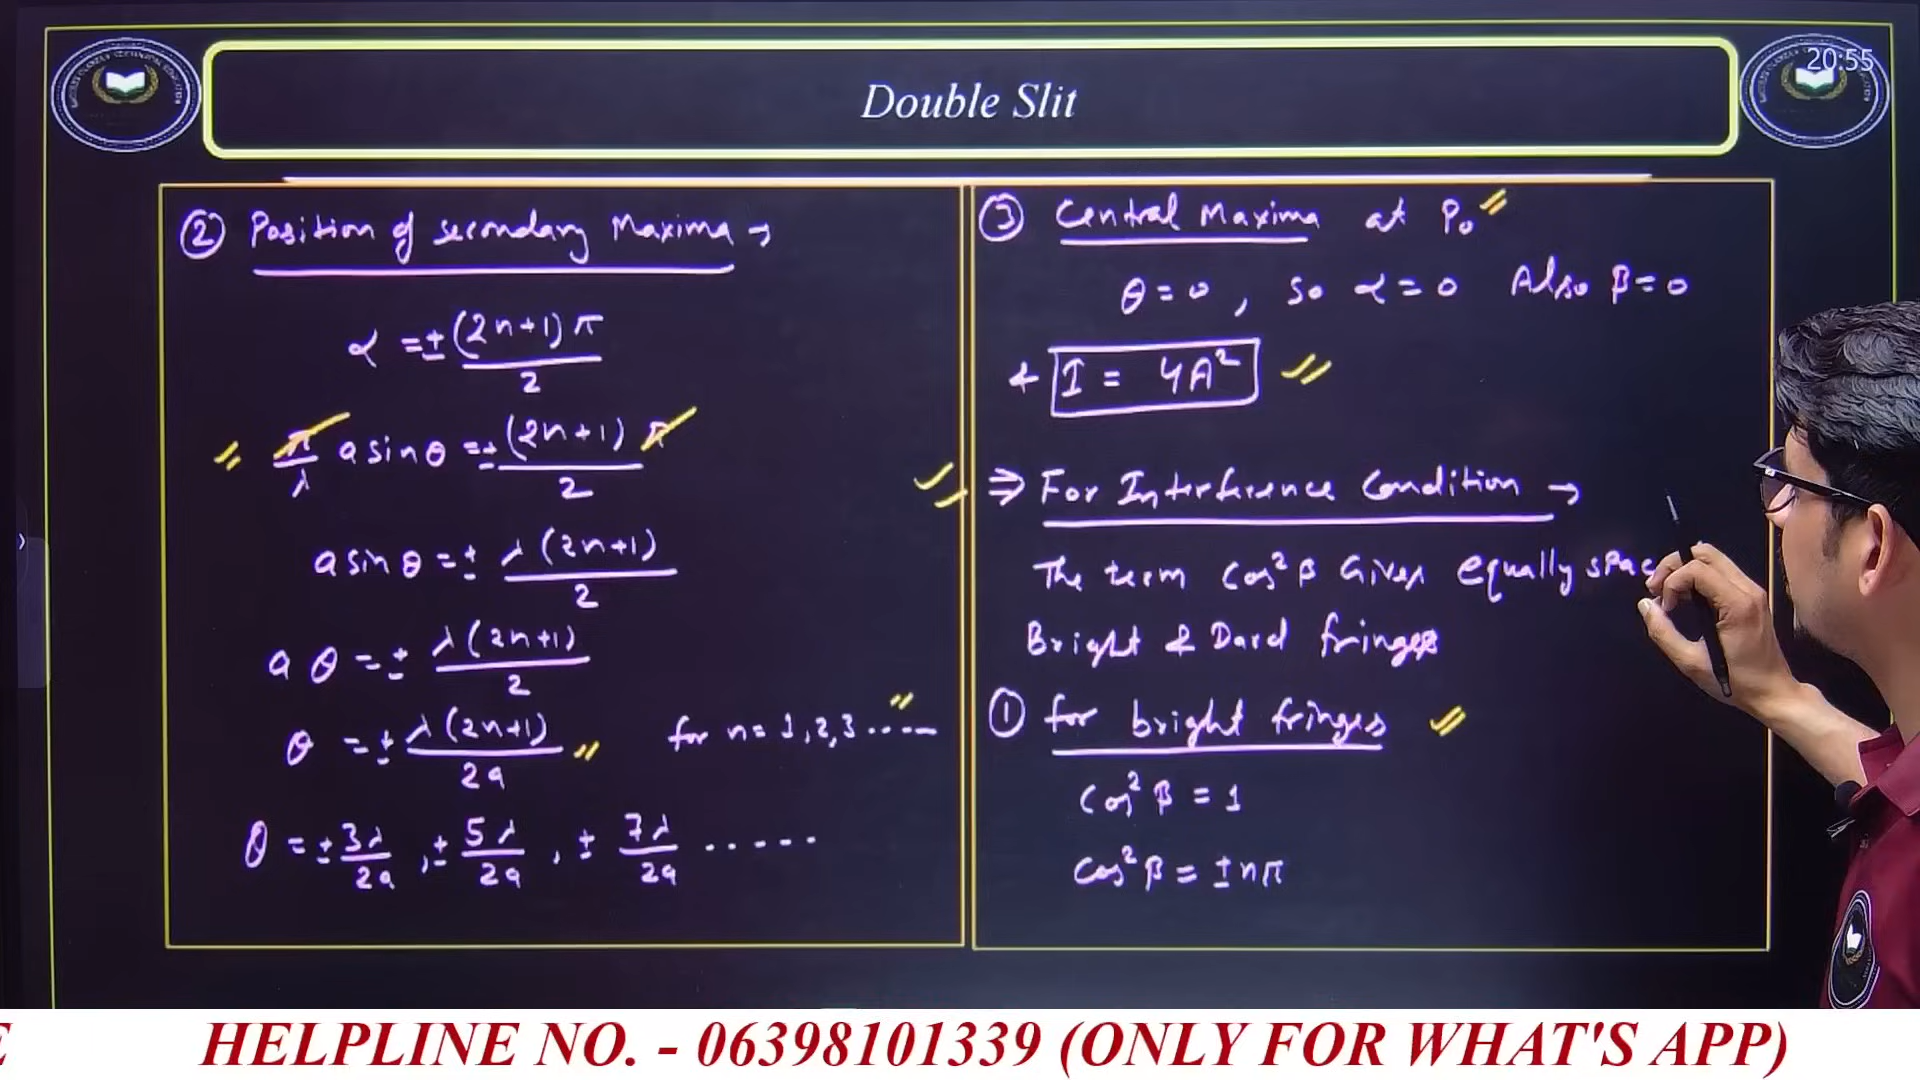 20:55
Double Slit
② Position of secondary Maxima →
α = ± (2n+1)π / 2
π/λ a sin θ = ± (2n+1) π / 2
a sin θ = ± λ(2n+1) / 2
a θ = ± λ(2n+1) / 2
θ = ± λ(2n+1) / 2a for n = 1,2,3 .....
θ = ± 3λ/2a , ± 5λ/2a , ± 7λ/2a .....
③ Central Maxima at P₀
θ = 0 , so α = 0 Also β = 0
& I = 4A²
⇒ For Interference Condition →
The term Cos²β Gives equally spac
Bright & Dard fringes
① for bright fringes
Cos²β = 1
Cos²β = ± nπ
E HELPLINE NO. - 06398101339 (ONLY FOR WHAT'S APP)